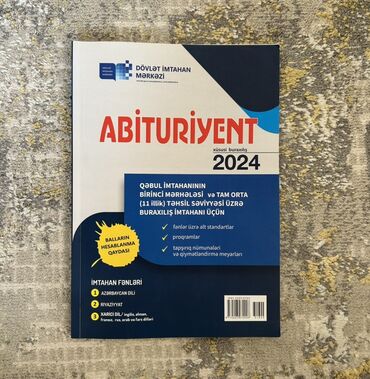 DÖVLƏT İMTAHAN
MƏRKƏZİ
ABİTURİYENT
xüsusi buraxılış
2024
QƏBUL İMTAHANININ
BİRİNCİ MƏRHƏLƏSİ və TAM ORTA
(11 illik) TƏHSİL SƏVİYYƏSİ ÜZRƏ
BURAXILIŞ İMTAHANI ÜÇÜN
fənlər üzrə alt standartlar
proqramlar
tapşırıq nümunələri
və qiymətləndirmə meyarları
BALLARIN
HESABLANMA
QAYDASI
İMTAHAN FƏNLƏRİ
1 AZƏRBAYCAN DİLİ
2 RİYAZİYYAT
3 XARİCİ DİL/ ingilis, alman,
fransız, rus, ərəb və fars dilləri